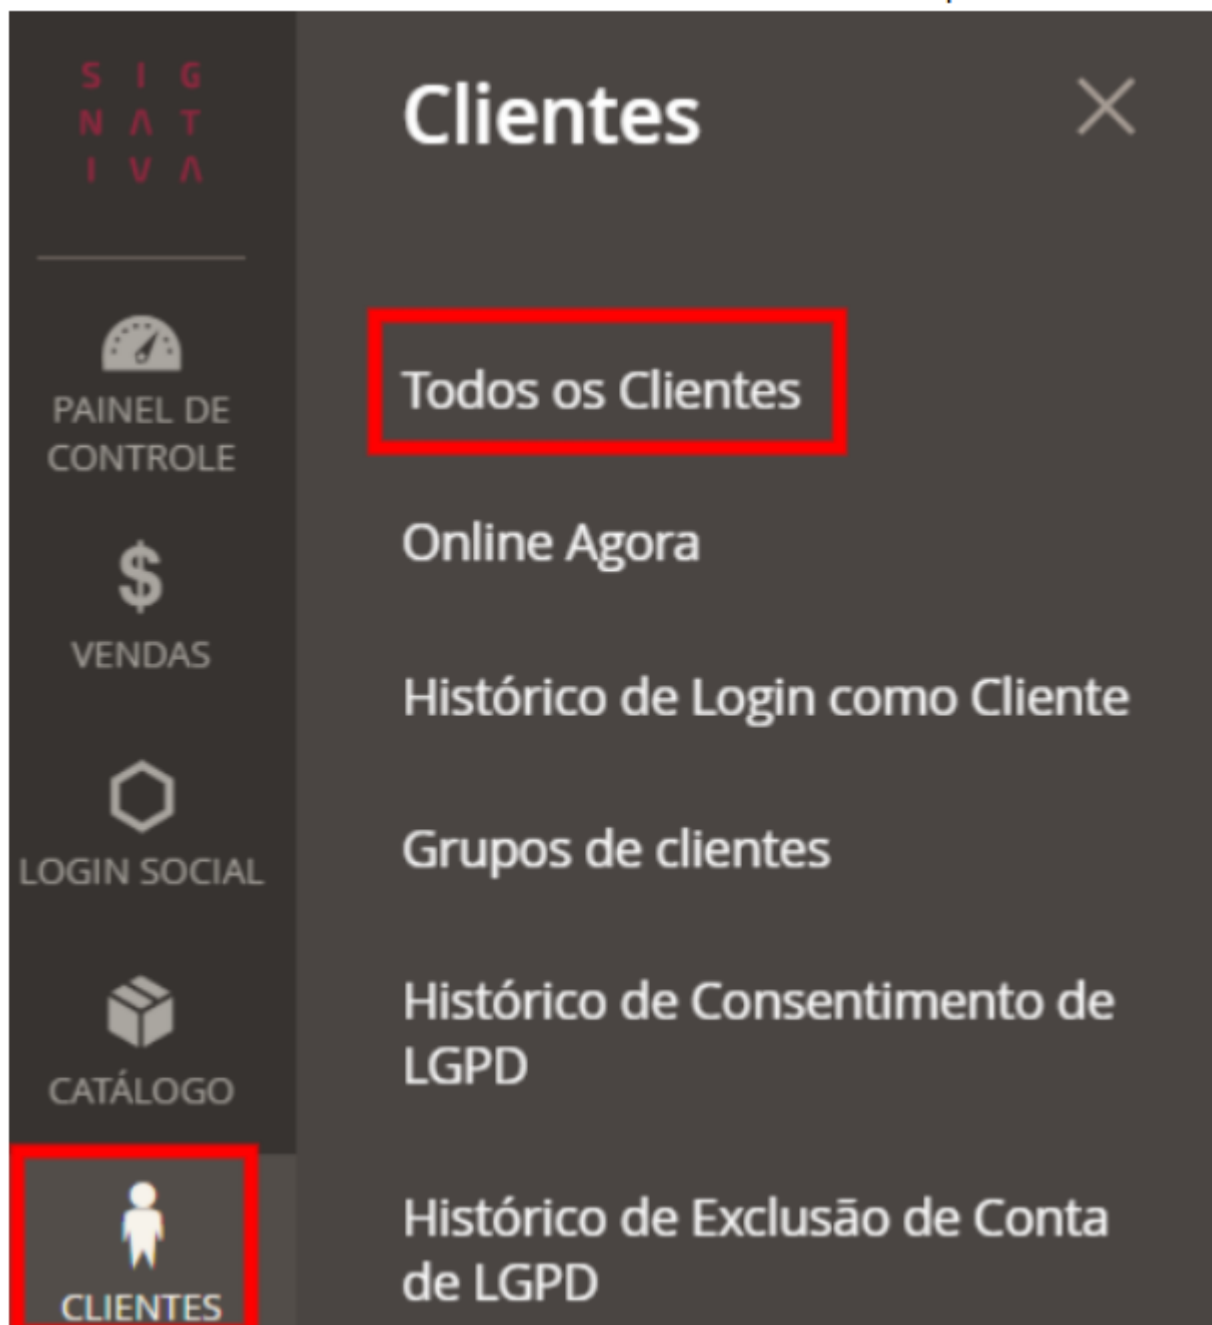 S I G
N Λ T
I V Λ
PAINEL DE
CONTROLE
VENDAS
LOGIN SOCIAL
CATÁLOGO
CLIENTES
Clientes
Todos os Clientes
Online Agora
Histórico de Login como Cliente
Grupos de clientes
Histórico de Consentimento de
LGPD
Histórico de Exclusão de Conta
de LGPD